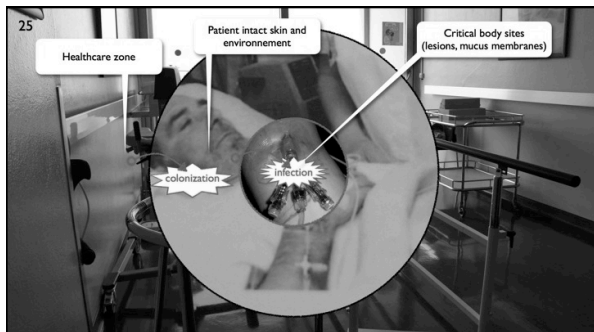 25
Healthcare zone
Patient intact skin and
environnement
Critical body sites
(lesions, mucus membranes)
colonization
infection